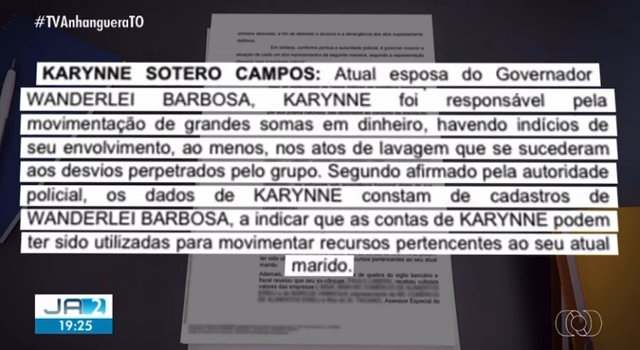 #TVAnhangueraTO
KARYNNE SOTERO CAMPOS: Atual esposa do Governador
WANDERLEI BARBOSA, KARYNNE foi responsável pela
movimentação de grandes somas em dinheiro, havendo indícios de
seu envolvimento, ao menos, nos atos de lavagem que se sucederam
aos desvios perpetrados pelo grupo. Segundo afirmado pela autoridade
policial, os dados de KARYNNE constam de cadastros de
WANDERLEI BARBOSA, a indicar que as contas de KARYNNE podem
ter sido utilizadas para movimentar recursos pertencentes ao seu atual
marido.
JA2
19:25